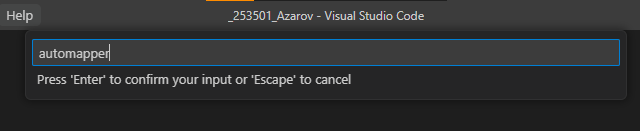 Help
_253501_Azarov - Visual Studio Code
automapper
Press 'Enter' to confirm your input or 'Escape' to cancel